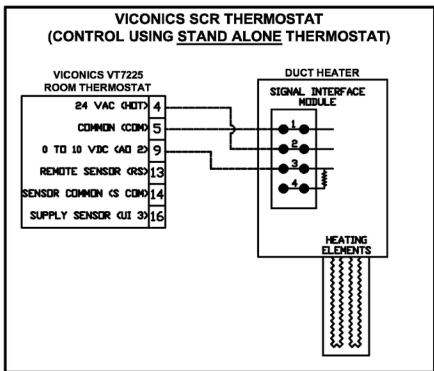 VICONICS SCR THERMOSTAT
(CONTROL USING STAND ALONE THERMOSTAT)
VICONICS VT7225
ROOM THERMOSTAT
24 VAC (HOT) 4
COMMON (COM) 5
0 TO 10 VDC (AO 2) 9
REMOTE SENSOR (RS) 13
SENSOR COMMON (S COM) 14
SUPPLY SENSOR (UI 3) 16
DUCT HEATER
SIGNAL INTERFACE
MODULE
1
2
3
4
HEATING
ELEMENTS